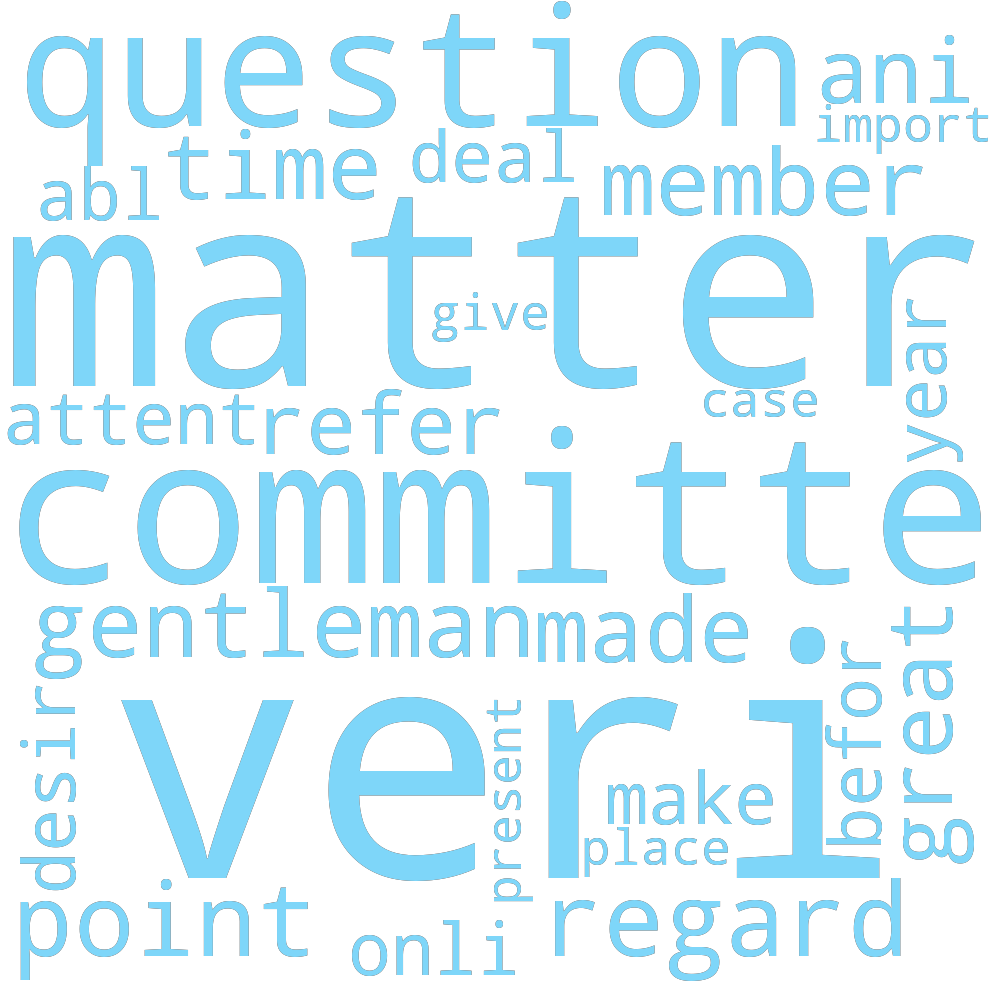 question
ani
import
time
deal
abl
member
matter
give
year
attent
refer
case
committe
gentleman
made
great
desir
befor
veri
present
make
place
point
onli
regard